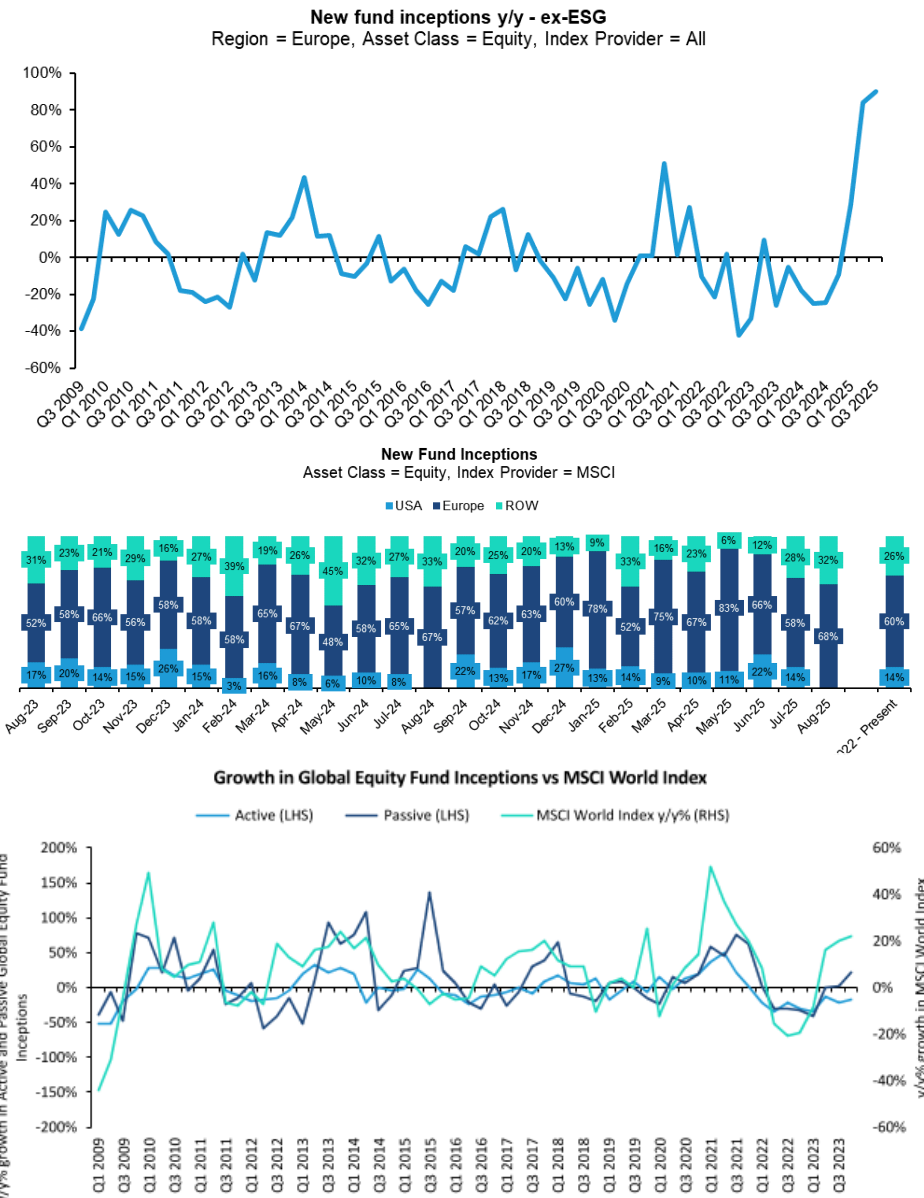 New fund inceptions y/y - ex-ESG
Region = Europe, Asset Class = Equity, Index Provider = All
100%
80%
60%
40%
20%
0%
-20%
-40%
-60%
Q3 2009 Q1 2010 Q3 2010 Q1 2011 Q3 2011 Q1 2012 Q3 2012 Q1 2013 Q3 2013 Q1 2014 Q3 2014 Q1 2015 Q3 2015 Q1 2016 Q3 2016 Q1 2017 Q3 2017 Q1 2018 Q3 2018 Q1 2019 Q3 2019 Q1 2020 Q3 2020 Q1 2021 Q3 2021 Q1 2022 Q3 2022 Q1 2023 Q3 2023 Q1 2024 Q3 2024 Q1 2025 Q3 2025
New Fund Inceptions
Asset Class = Equity, Index Provider = MSCI
USA Europe ROW
31% 23% 21% 29% 16% 27% 39% 19% 26% 45% 32% 27% 33% 20% 25% 20% 13% 9% 33% 16% 23% 6% 12% 28% 32% 26%
52% 58% 66% 56% 58% 58% 58% 65% 67% 48% 58% 65% 67% 57% 62% 63% 60% 78% 52% 75% 67% 83% 66% 58% 68% 60%
17% 20% 14% 15% 26% 15% 3% 16% 8% 6% 10% 8% 22% 13% 17% 27% 13% 14% 9% 10% 11% 22% 14% 14%
Aug-23 Sep-23 Oct-23 Nov-23 Dec-23 Jan-24 Feb-24 Mar-24 Apr-24 May-24 Jun-24 Jul-24 Aug-24 Sep-24 Oct-24 Nov-24 Dec-24 Jan-25 Feb-25 Mar-25 Apr-25 May-25 Jun-25 Jul-25 Aug-25 022 - Present
Growth in Global Equity Fund Inceptions vs MSCI World Index
Active (LHS) Passive (LHS) MSCI World Index y/y% (RHS)
y/y% growth in Active and Passive Global Equity Fund
Inceptions
200%
150%
100%
50%
0%
-50%
-100%
-150%
-200%
60%
40%
20%
0%
-20%
-40%
-60%
y/y% growth in MSCI World Index
Q1 2009 Q3 2009 Q1 2010 Q3 2010 Q1 2011 Q3 2011 Q1 2012 Q3 2012 Q1 2013 Q3 2013 Q1 2014 Q3 2014 Q1 2015 Q3 2015 Q1 2016 Q3 2016 Q1 2017 Q3 2017 Q1 2018 Q3 2018 Q1 2019 Q3 2019 Q1 2020 Q3 2020 Q1 2021 Q3 2021 Q1 2022 Q3 2022 Q1 2023 Q3 2023